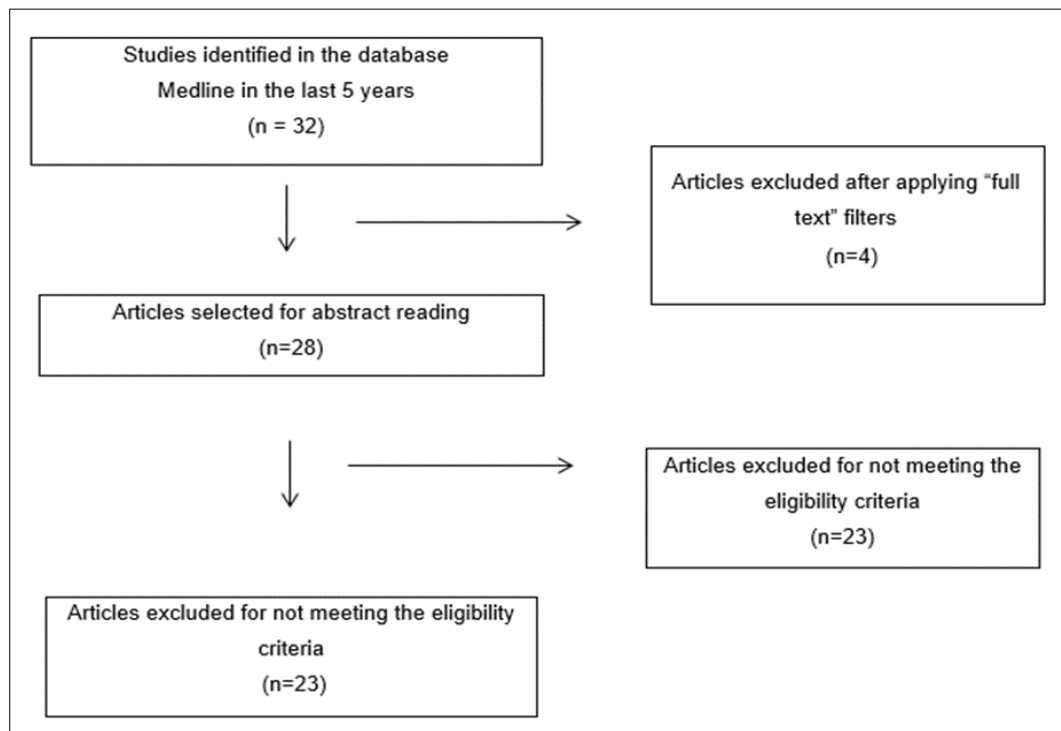 Studies identified in the database
Medline in the last 5 years
(n = 32)
Articles excluded after applying “full
text” filters
(n=4)
Articles selected for abstract reading
(n=28)
Articles excluded for not meeting the
eligibility criteria
(n=23)
Articles excluded for not meeting the eligibility
criteria
(n=23)